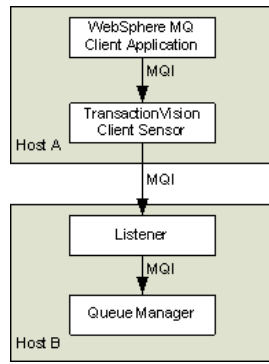 WebSphere MQ
Client Application
MQI
TransactionVision
Client Sensor
Host A
MQI
Listener
MQI
Queue Manager
Host B